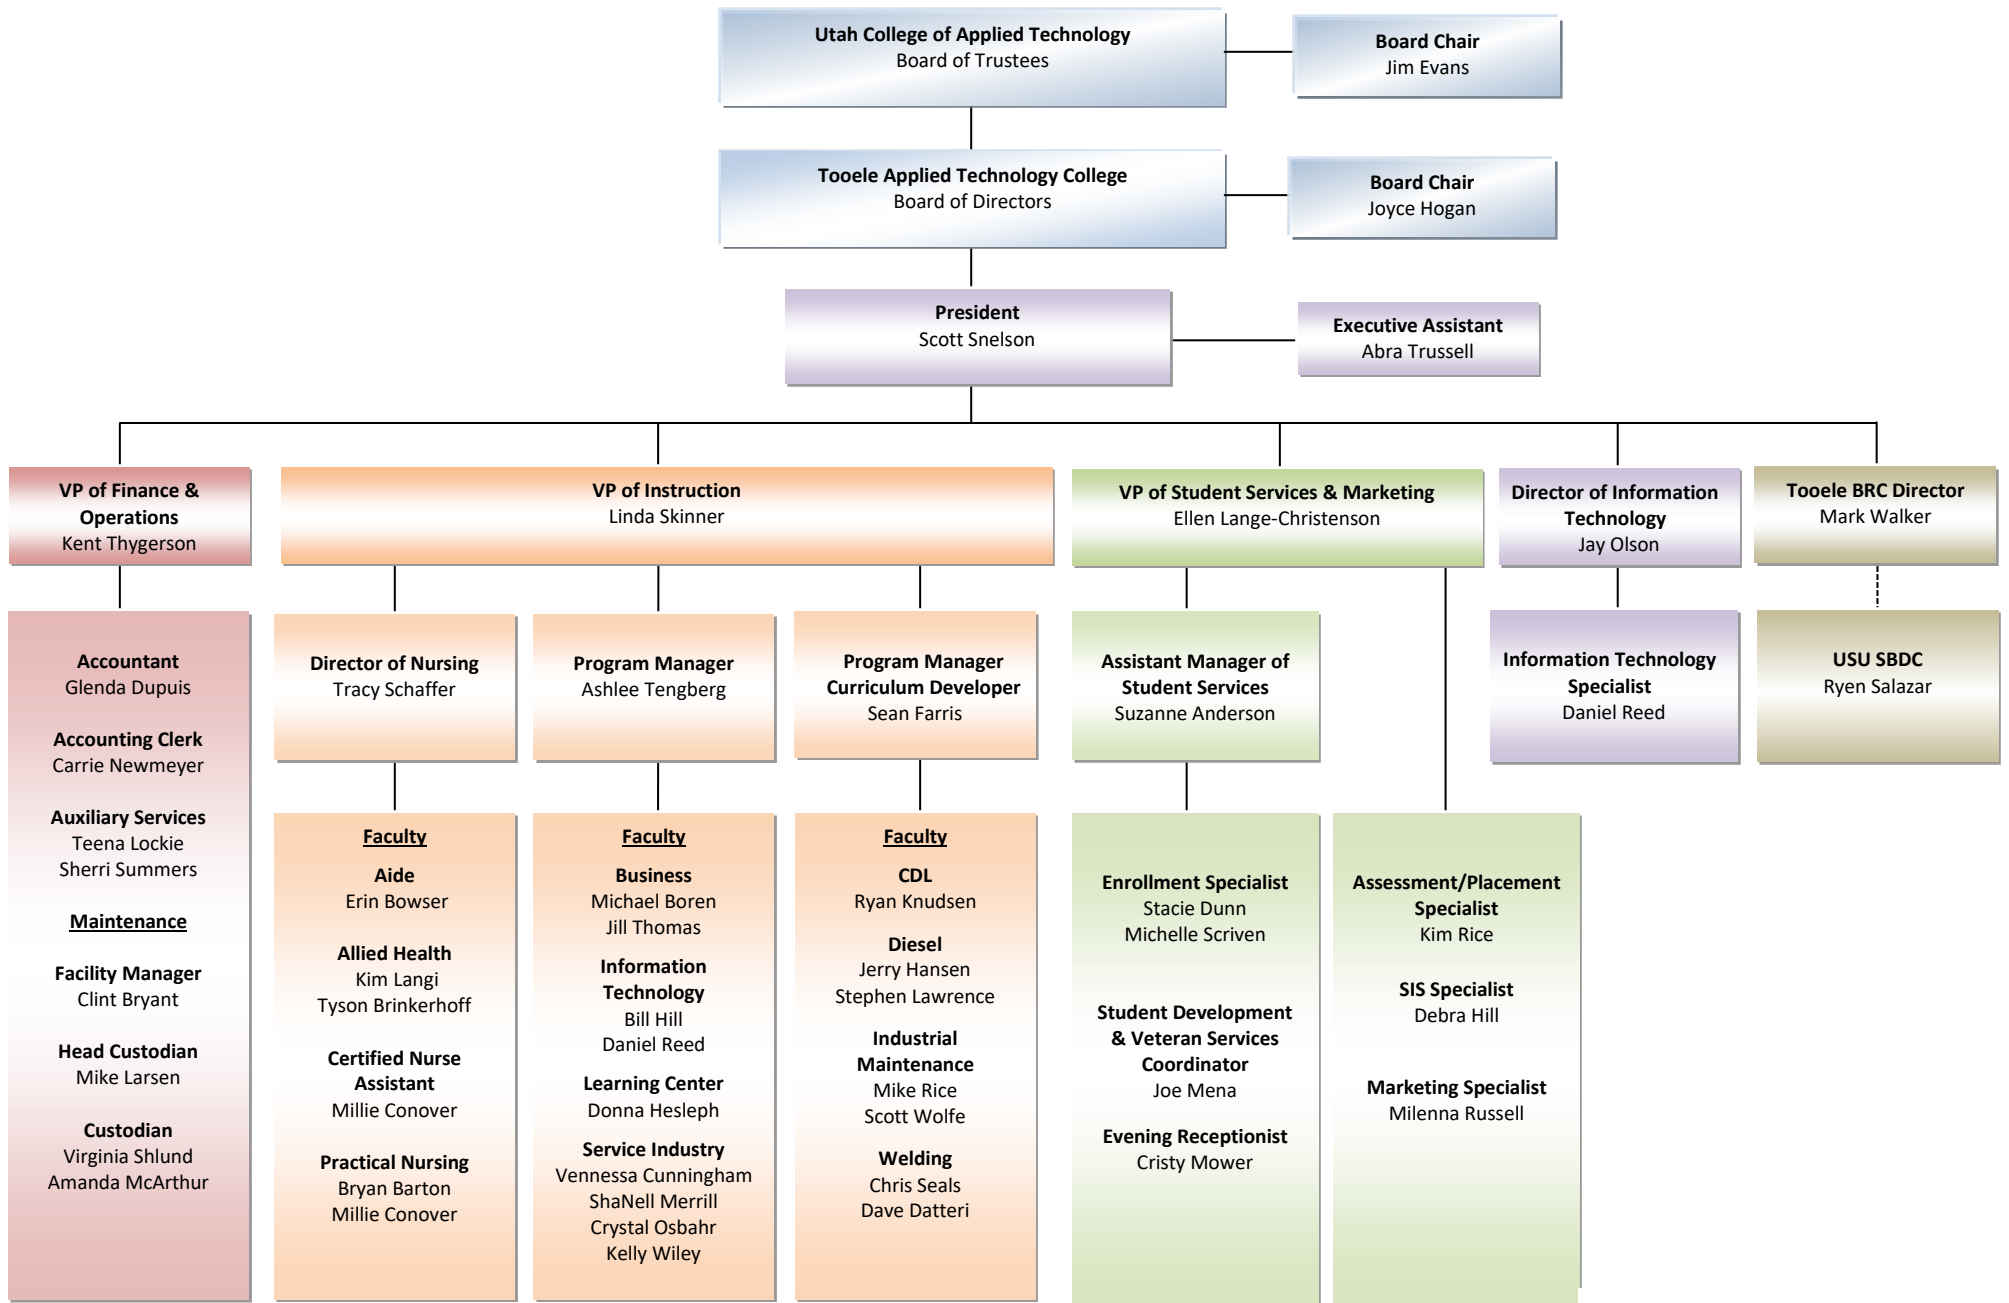 Utah College of Applied Technology
Board of Trustees
Board Chair
Jim Evans
Tooele Applied Technology College
Board of Directors
Board Chair
Joyce Hogan
President
Scott Snelson
Executive Assistant
Abra Trussell
VP of Finance &
Operations
Kent Thygerson
VP of Instruction
Linda Skinner
VP of Student Services & Marketing
Ellen Lange-Christenson
Director of Information
Technology
Jay Olson
Tooele BRC Director
Mark Walker
Accountant
Glenda Dupuis
Accounting Clerk
Carrie Newmeyer
Auxiliary Services
Teena Lockie
Sherri Summers
Maintenance
Facility Manager
Clint Bryant
Head Custodian
Mike Larsen
Custodian
Virginia Shlund
Amanda McArthur
Director of Nursing
Tracy Schaffer
Program Manager
Ashlee Tengberg
Program Manager
Curriculum Developer
Sean Farris
Assistant Manager of
Student Services
Suzanne Anderson
Information Technology
Specialist
Daniel Reed
USU SBDC
Ryen Salazar
Faculty
Aide
Erin Bowser
Allied Health
Kim Langi
Tyson Brinkerhoff
Certified Nurse
Assistant
Millie Conover
Practical Nursing
Bryan Barton
Millie Conover
Faculty
Business
Michael Boren
Jill Thomas
Information
Technology
Bill Hill
Daniel Reed
Learning Center
Donna Hesleph
Service Industry
Vennessa Cunningham
ShaNell Merrill
Crystal Osbahr
Kelly Wiley
Faculty
CDL
Ryan Knudsen
Diesel
Jerry Hansen
Stephen Lawrence
Industrial
Maintenance
Mike Rice
Scott Wolfe
Welding
Chris Seals
Dave Datteri
Enrollment Specialist
Stacie Dunn
Michelle Scriven
Student Development
& Veteran Services
Coordinator
Joe Mena
Evening Receptionist
Cristy Mower
Assessment/Placement
Specialist
Kim Rice
SIS Specialist
Debra Hill
Marketing Specialist
Milenna Russell